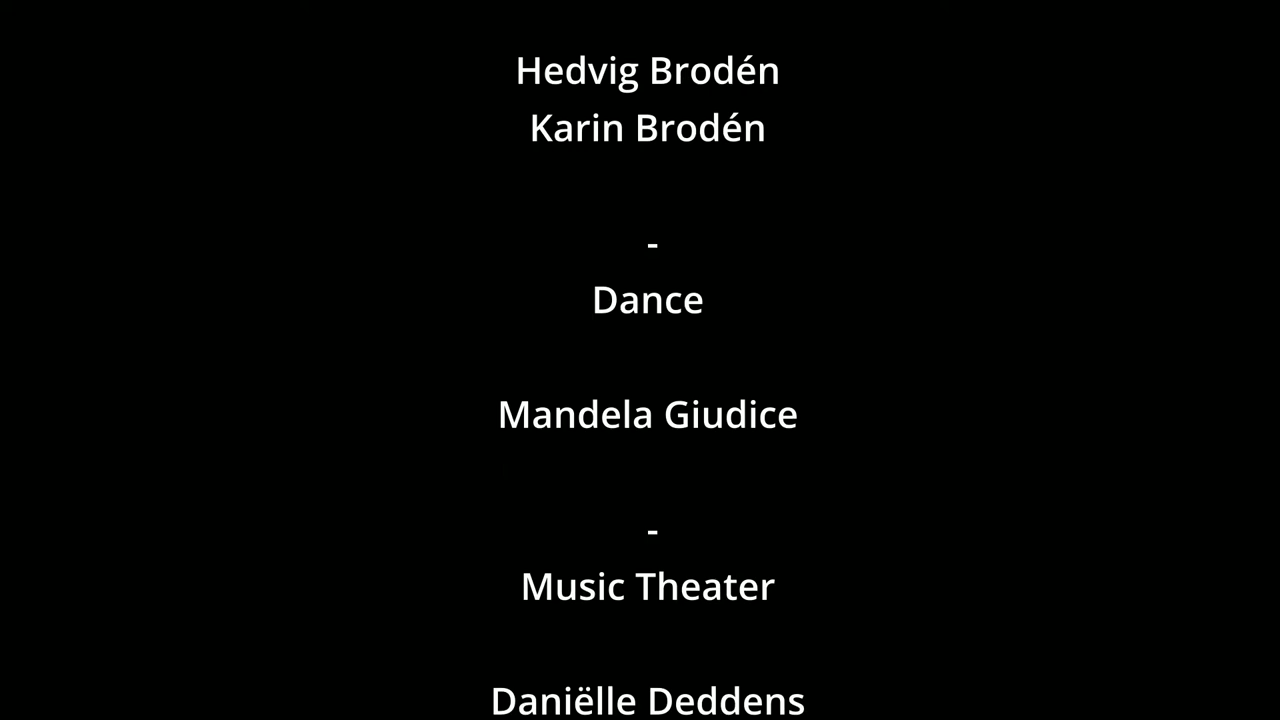 Hedvig Brodén
Karin Brodén
-
Dance
Mandela Giudice
-
Music Theater
Daniëlle Deddens